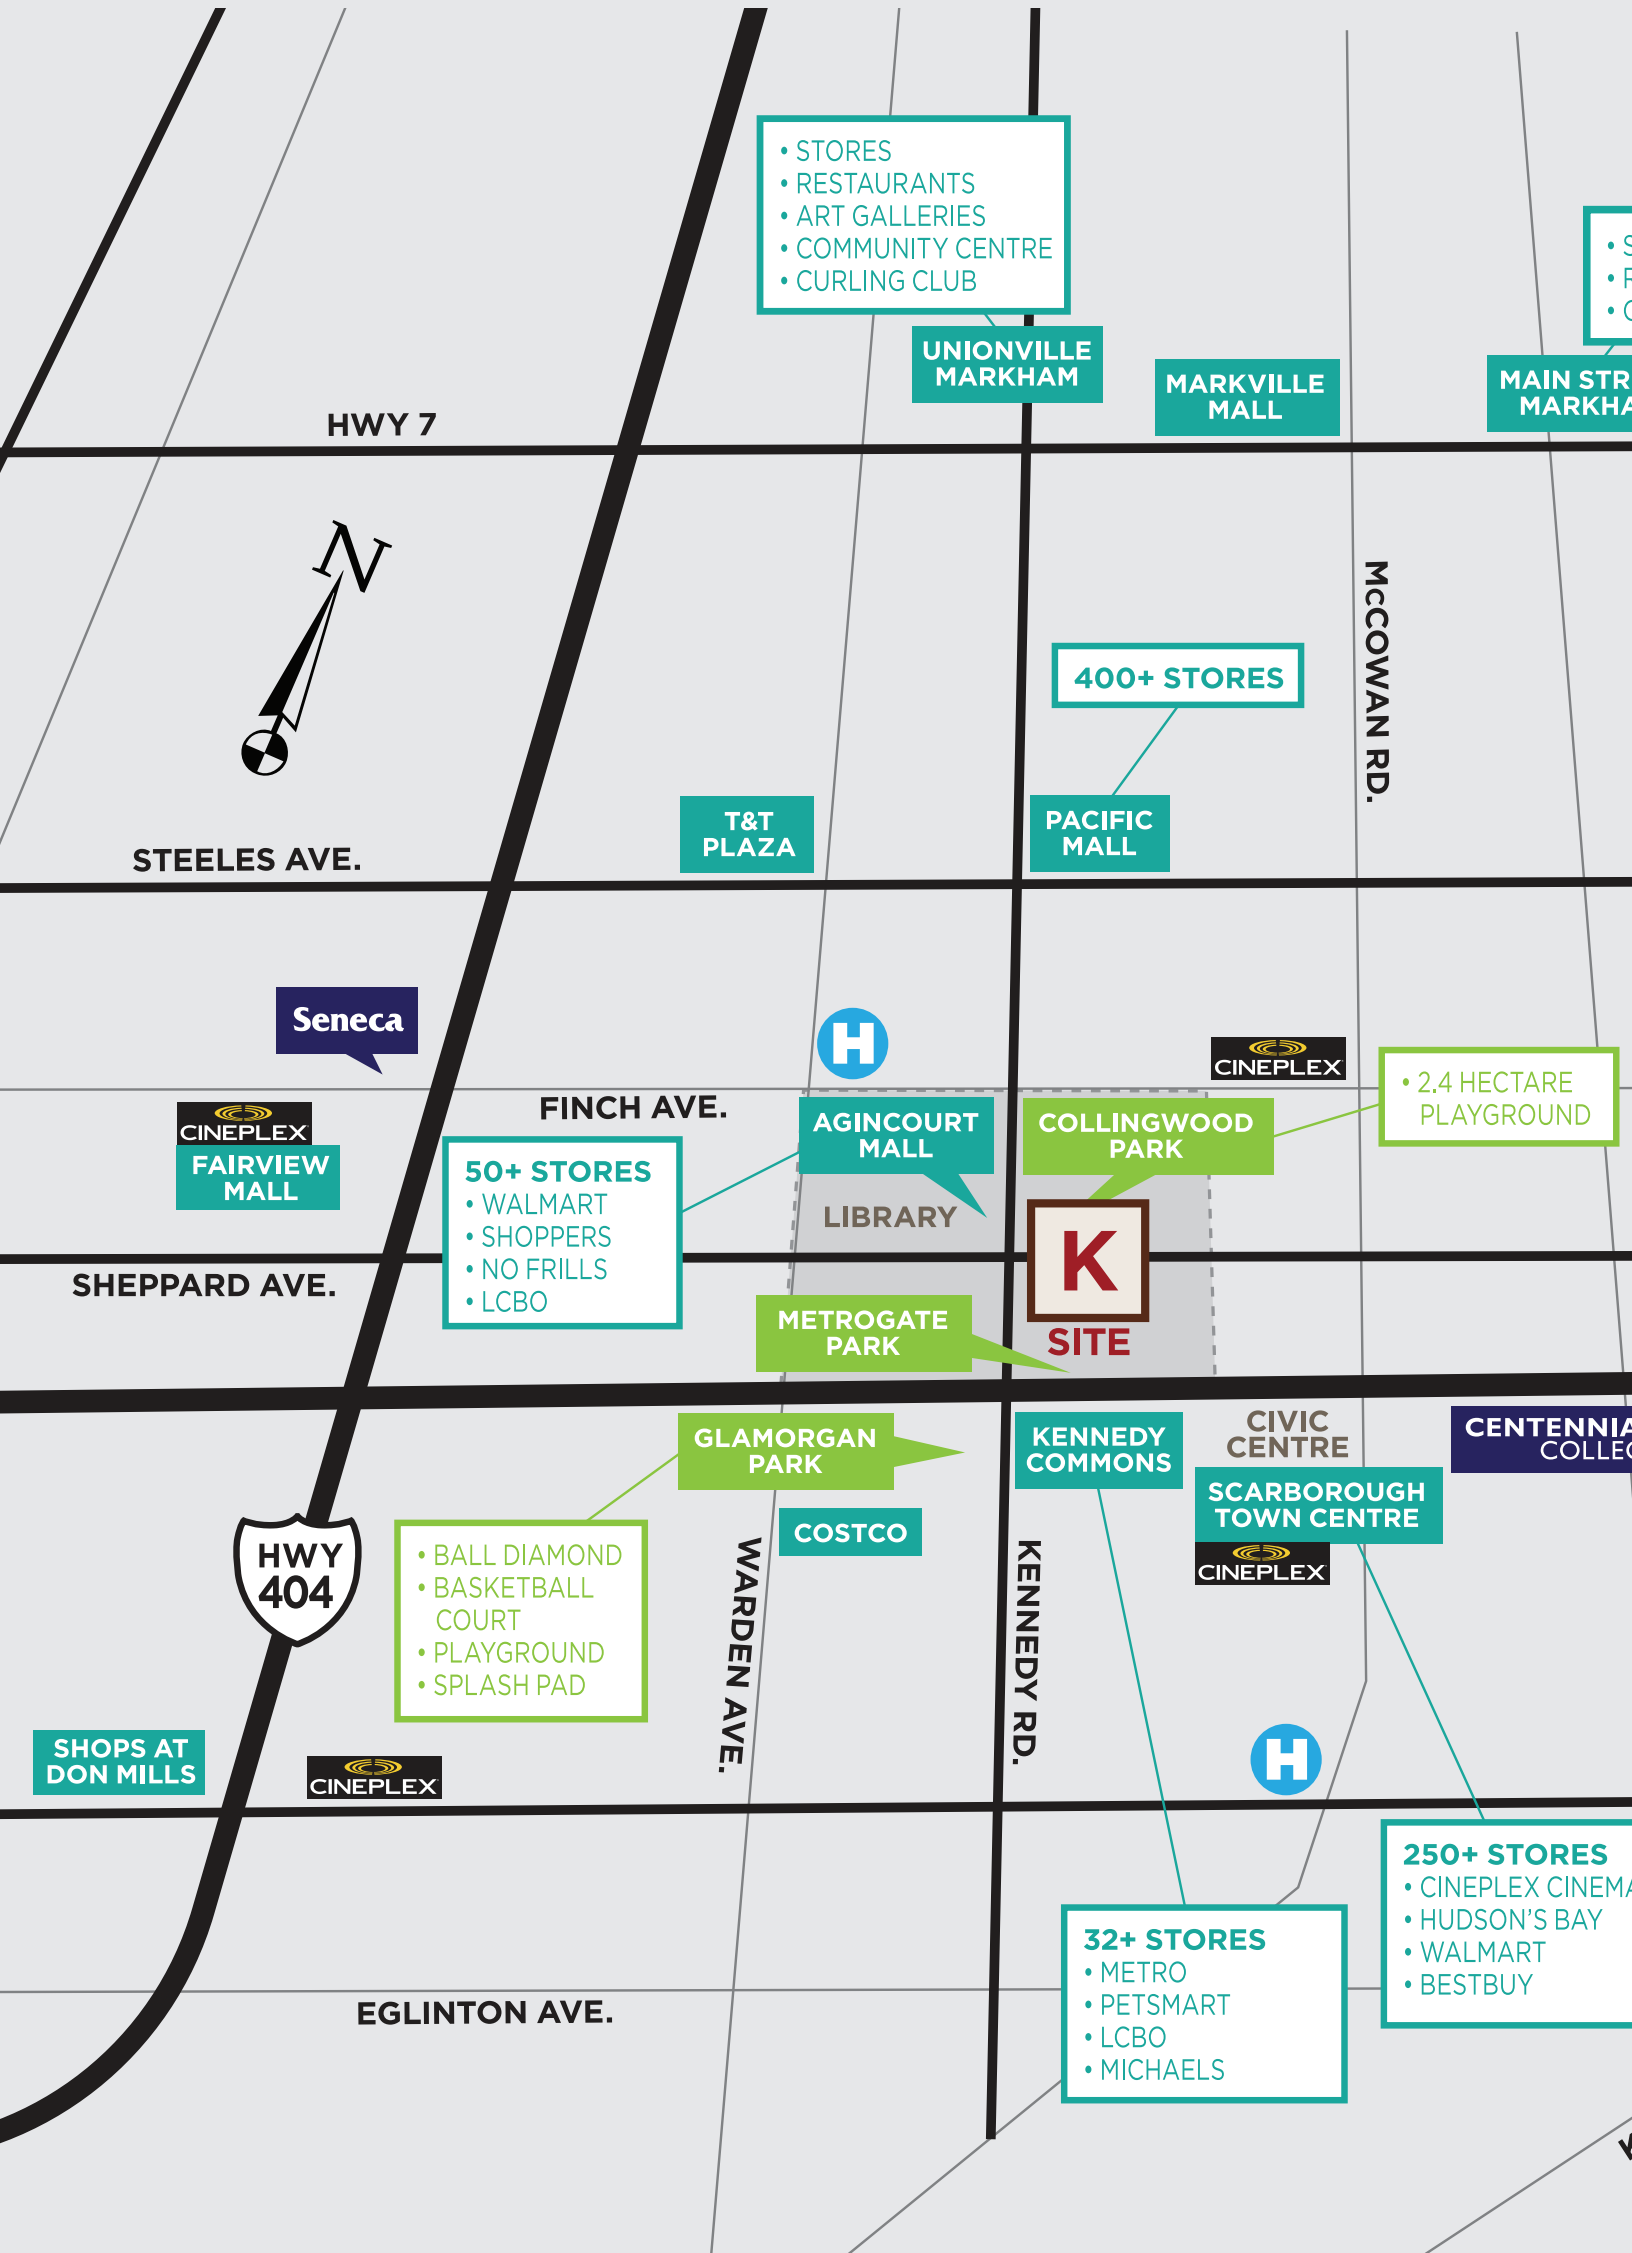 • STORES
• RESTAURANTS
• ART GALLERIES
• COMMUNITY CENTRE
• CURLING CLUB
UNIONVILLE
MARKHAM
MARKVILLE
MALL
MAIN
HWY 7
N
McCOWAN RD.
400+ STORES
T&T
PLAZA
PACIFIC
MALL
STEELES AVE.
Seneca
H
CINEPLEX
• 2.4 HECTARE
PLAYGROUND
FINCH AVE.
CINEPLEX
FAIRVIEW
MALL
AGINCOURT
MALL
COLLINGWOOD
PARK
50+ STORES
• WALMART
• SHOPPERS
• NO FRILLS
• LCBO
LIBRARY
K
SITE
SHEPPARD AVE.
METROGATE
PARK
GLAMORGAN
PARK
KENNEDY
COMMONS
CIVIC
CENTRE
SCARBOROUGH
TOWN CENTRE
CINEPLEX
COSTCO
HWY
404
• BALL DIAMOND
• BASKETBALL
COURT
• PLAYGROUND
• SPLASH PAD
WARDEN AVE.
KENNEDY RD.
SHOPS AT
DON MILLS
CINEPLEX
H
250+ STORES
• CINEPLEX
• HUDSON'S BAY
• WALMART
• BESTBUY
32+ STORES
• METRO
• PETSMART
• LCBO
• MICHAELS
EGLINTON AVE.